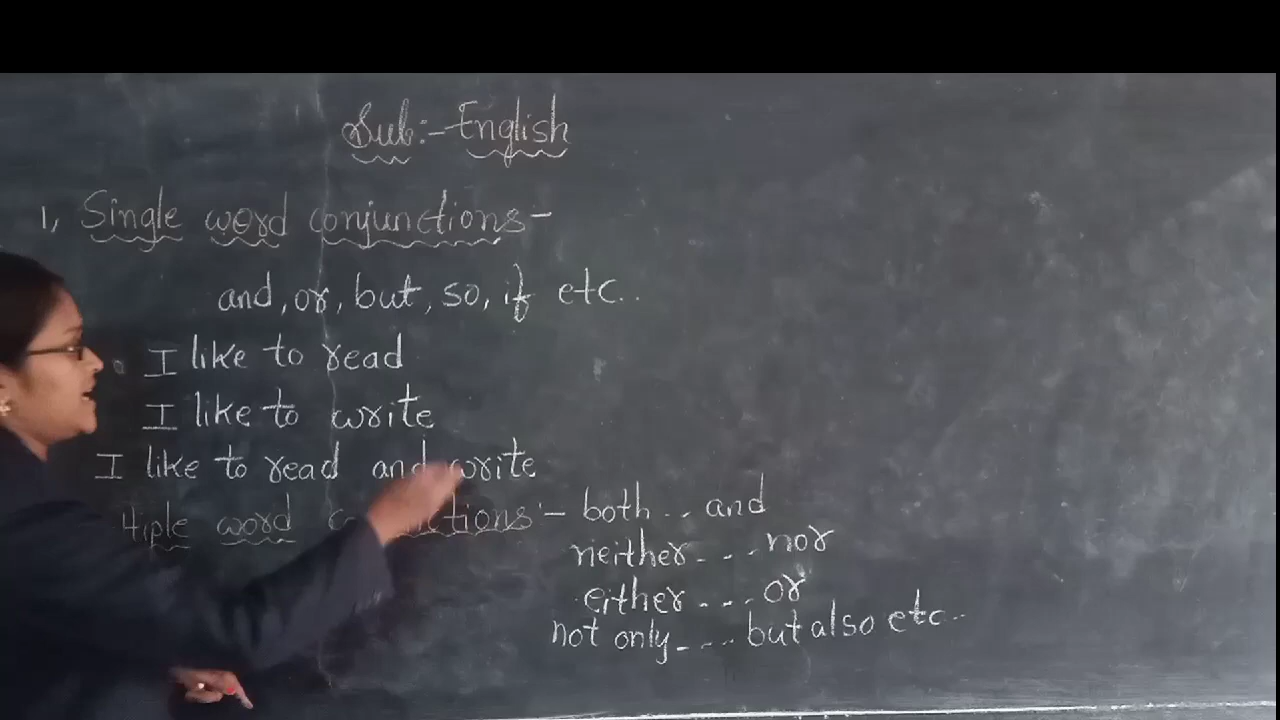 Sub:- English
1, Single word conjunctions -
and, or, but, so, if etc..
I like to read
I like to write
I like to read and write
word :- both .. and
neither - - - nor
either - - - or
not only - - - but also etc..